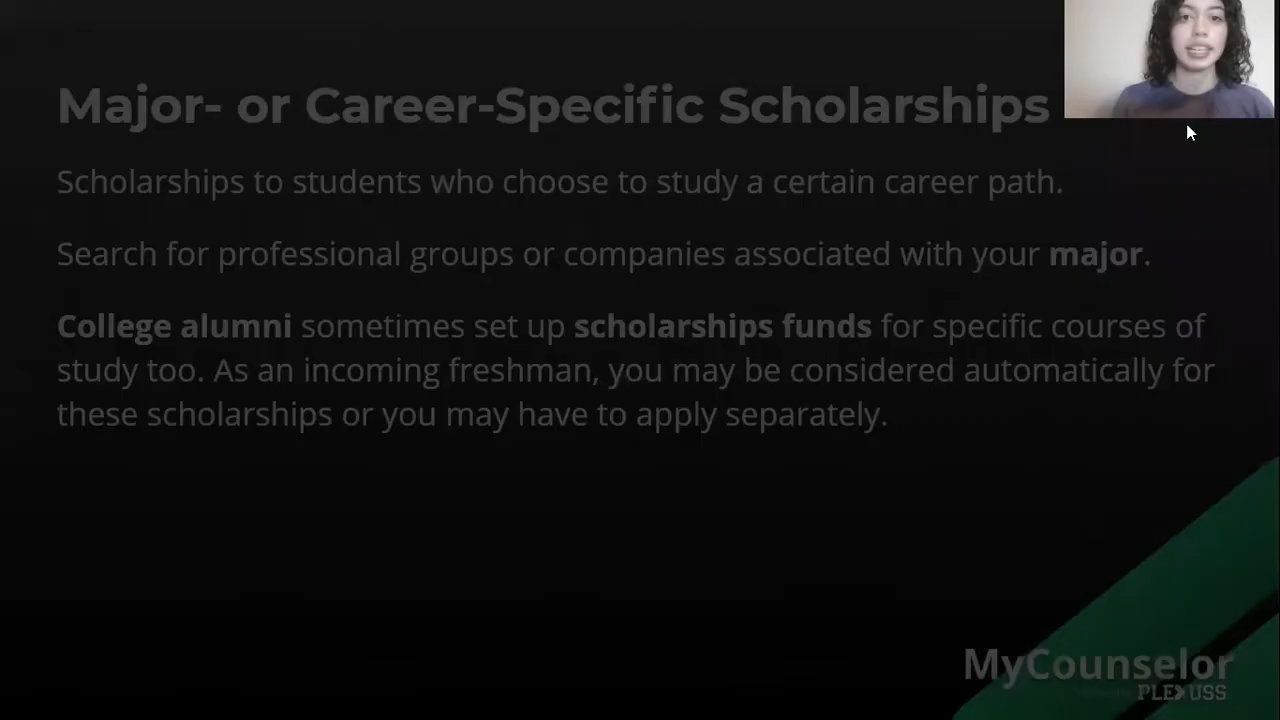 Major- or Career-Specific Scholarships
Scholarships to students who choose to study a certain career path.
Search for professional groups or companies associated with your major.
College alumni sometimes set up scholarships funds for specific courses of
study too. As an incoming freshman, you may be considered automatically for
these scholarships or you may have to apply separately.
MyCounselor
PLEXUSS